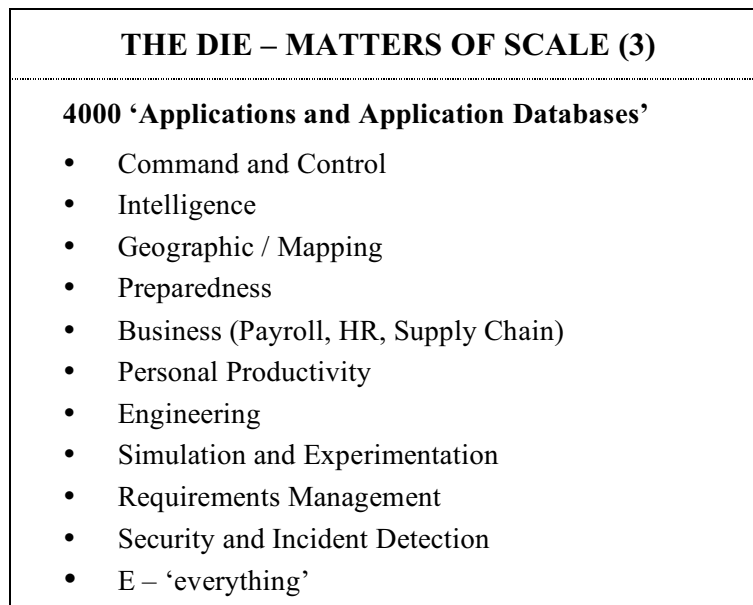 THE DIE – MATTERS OF SCALE (3)
4000 ‘Applications and Application Databases’
• Command and Control
• Intelligence
• Geographic / Mapping
• Preparedness
• Business (Payroll, HR, Supply Chain)
• Personal Productivity
• Engineering
• Simulation and Experimentation
• Requirements Management
• Security and Incident Detection
• E – ‘everything’